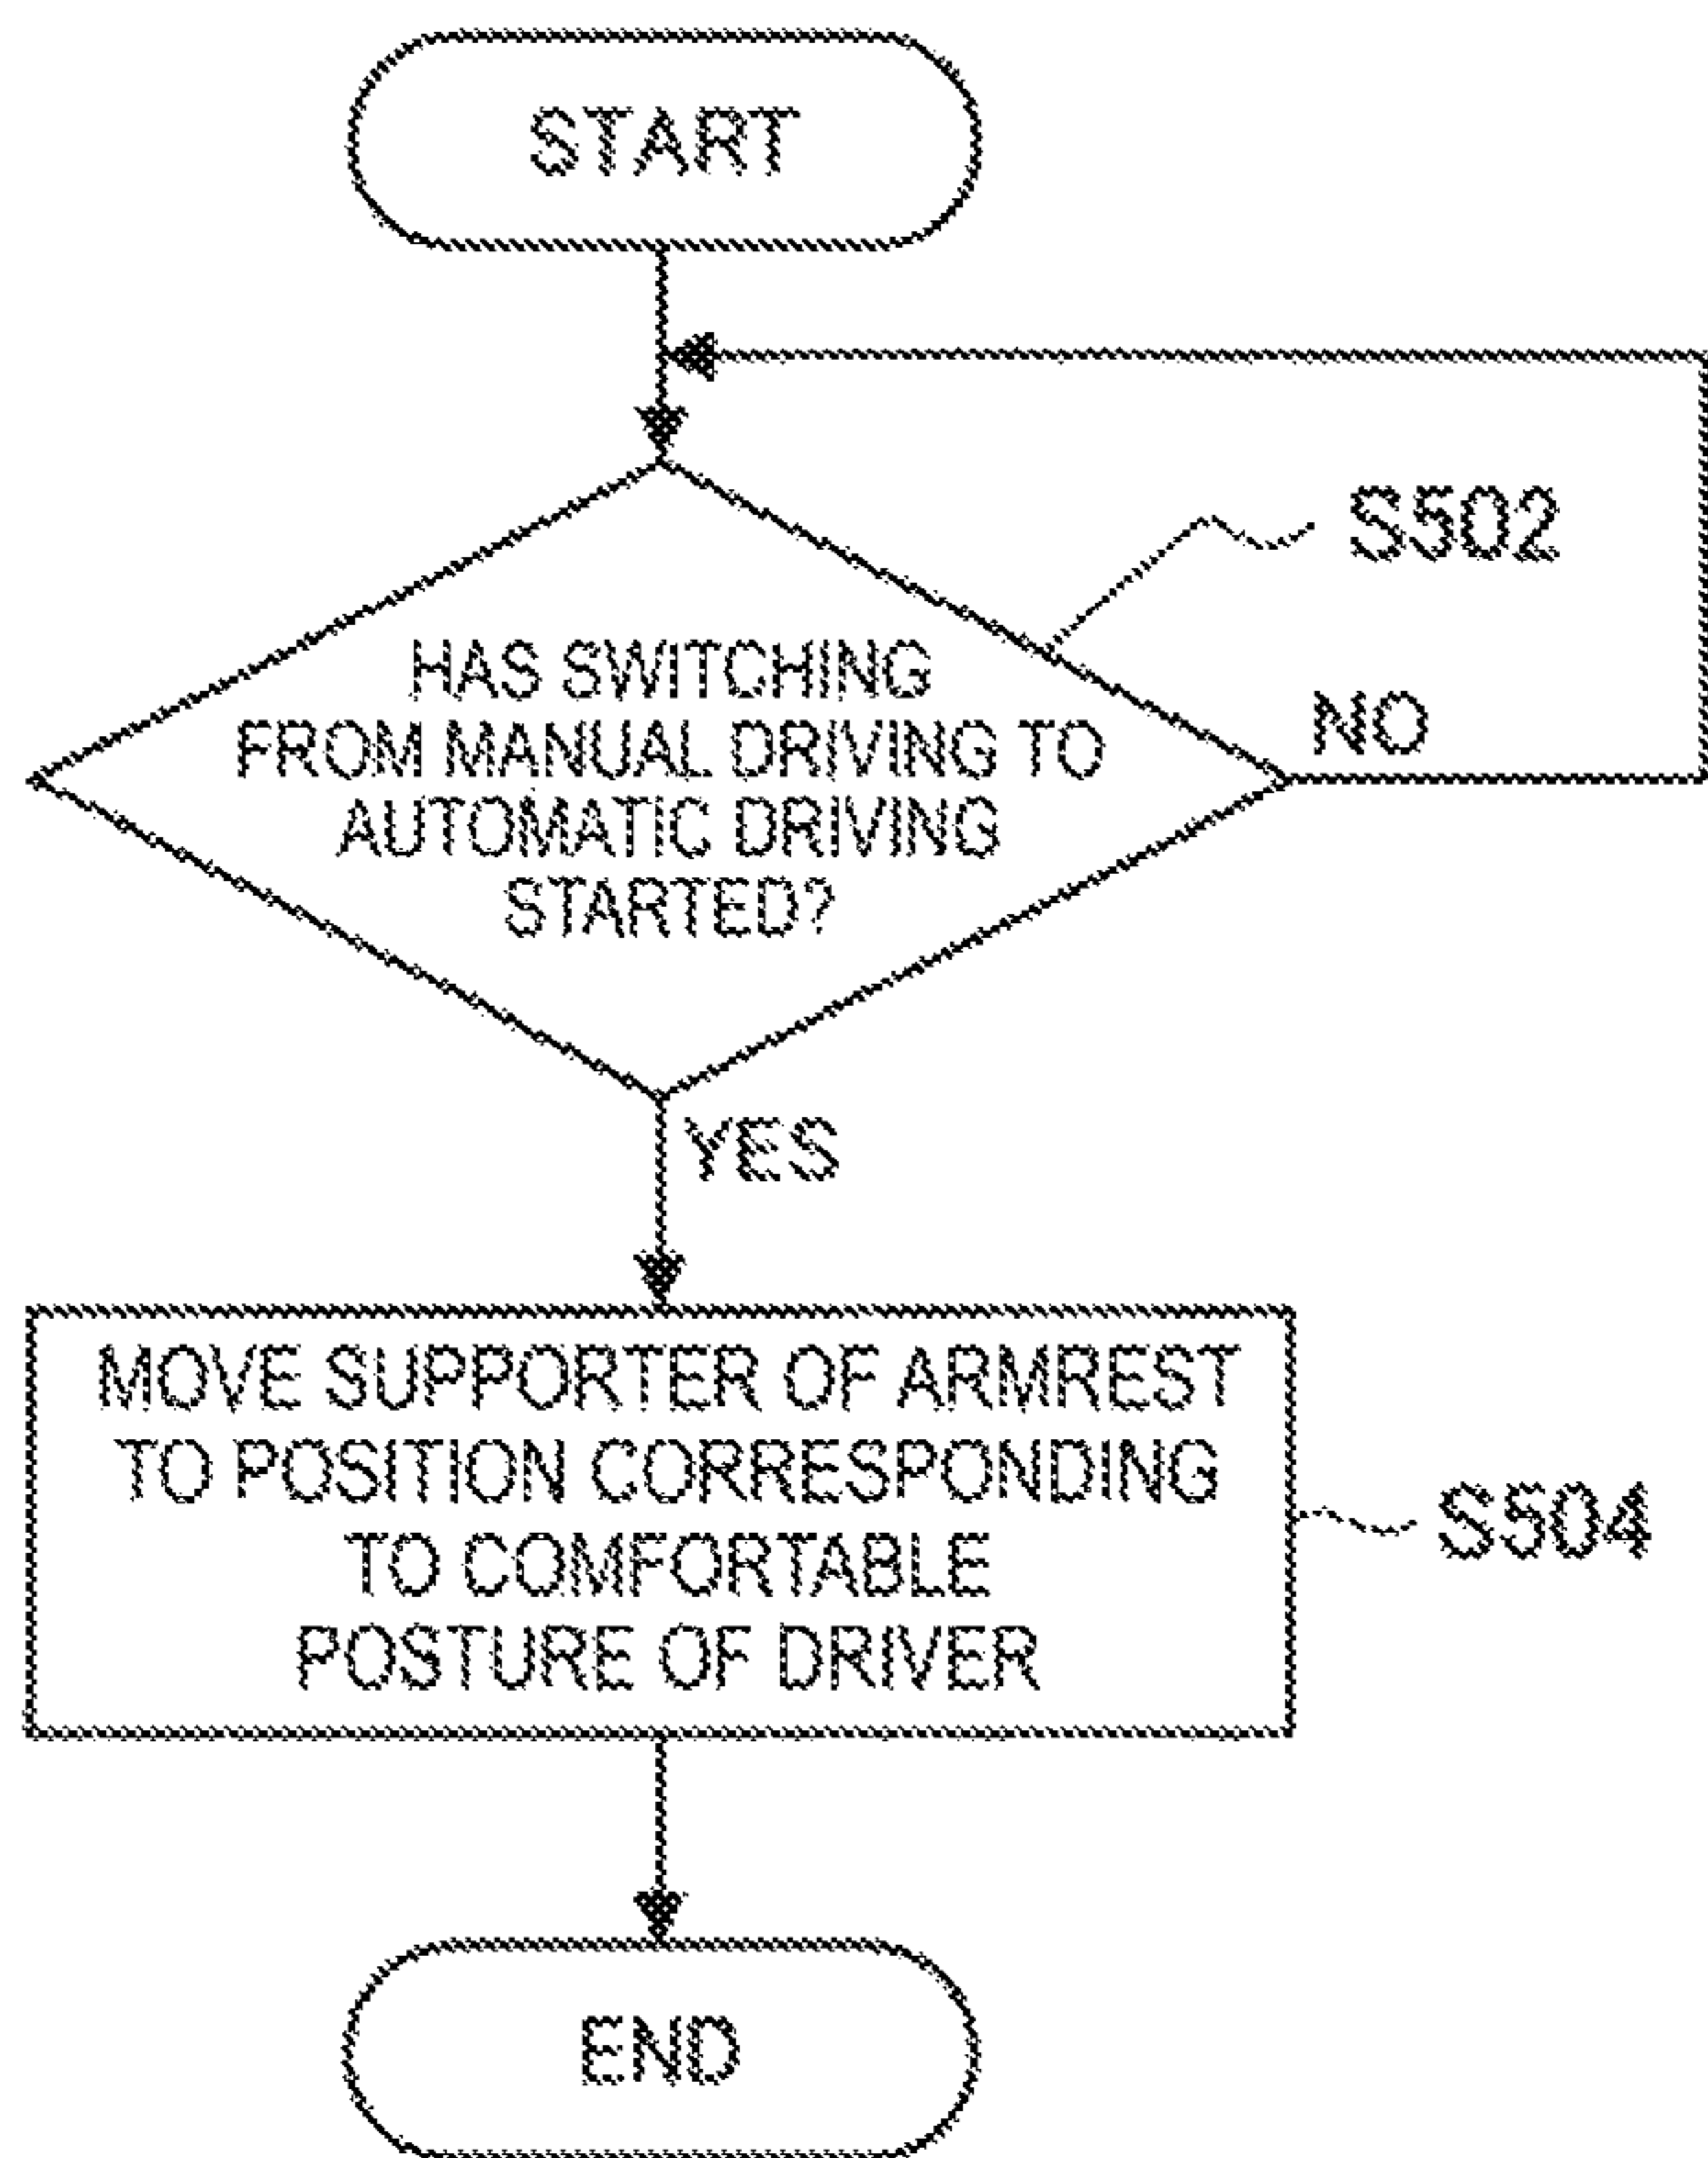 START
S502
HAS SWITCHING
FROM MANUAL DRIVING TO
AUTOMATIC DRIVING
STARTED?
NO
YES
MOVE SUPPORTER OF ARMREST
TO POSITION CORRESPONDING
TO COMFORTABLE
POSTURE OF DRIVER
S504
END